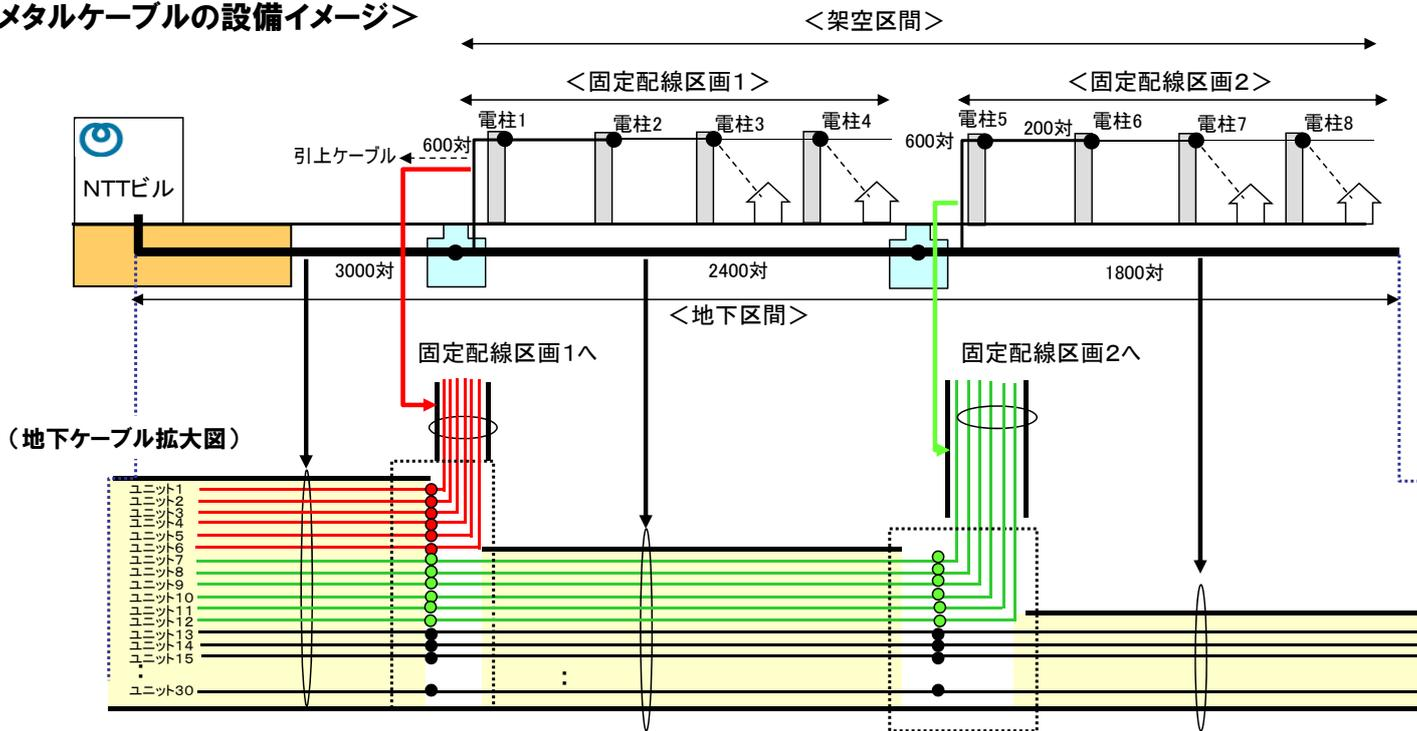 メタルケーブルの設備イメージ＞
＜架空区間＞
＜固定配線区画1＞
＜固定配線区画2＞
電柱1
電柱2
電柱3
電柱4
電柱5
電柱6
電柱7
電柱8
引上ケーブル
600対
600対
200対
NTTビル
3000対
2400対
1800対
＜地下区間＞
固定配線区画1へ
固定配線区画2へ
（地下ケーブル拡大図）
ユニット1
ユニット2
ユニット3
ユニット4
ユニット5
ユニット6
ユニット7
ユニット8
ユニット9
ユニット10
ユニット11
ユニット12
ユニット13
ユニット14
ユニット15
：
：
ユニット30